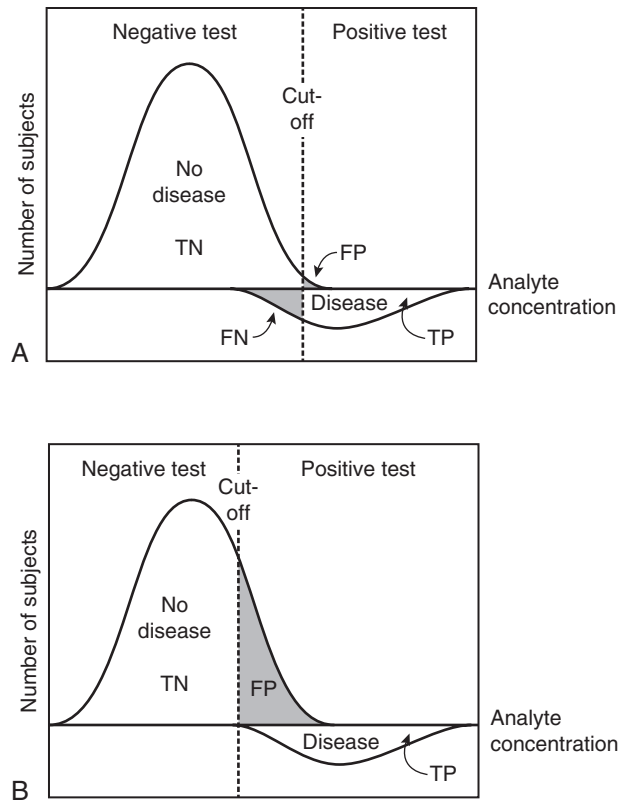 Negative test
Positive test
Cut-
off
Number of subjects
No
disease
TN
FP
Analyte
concentration
Disease
FN
TP
A
Negative test
Positive test
Cut-
off
Number of subjects
No
disease
TN
FP
Analyte
concentration
Disease
TP
B